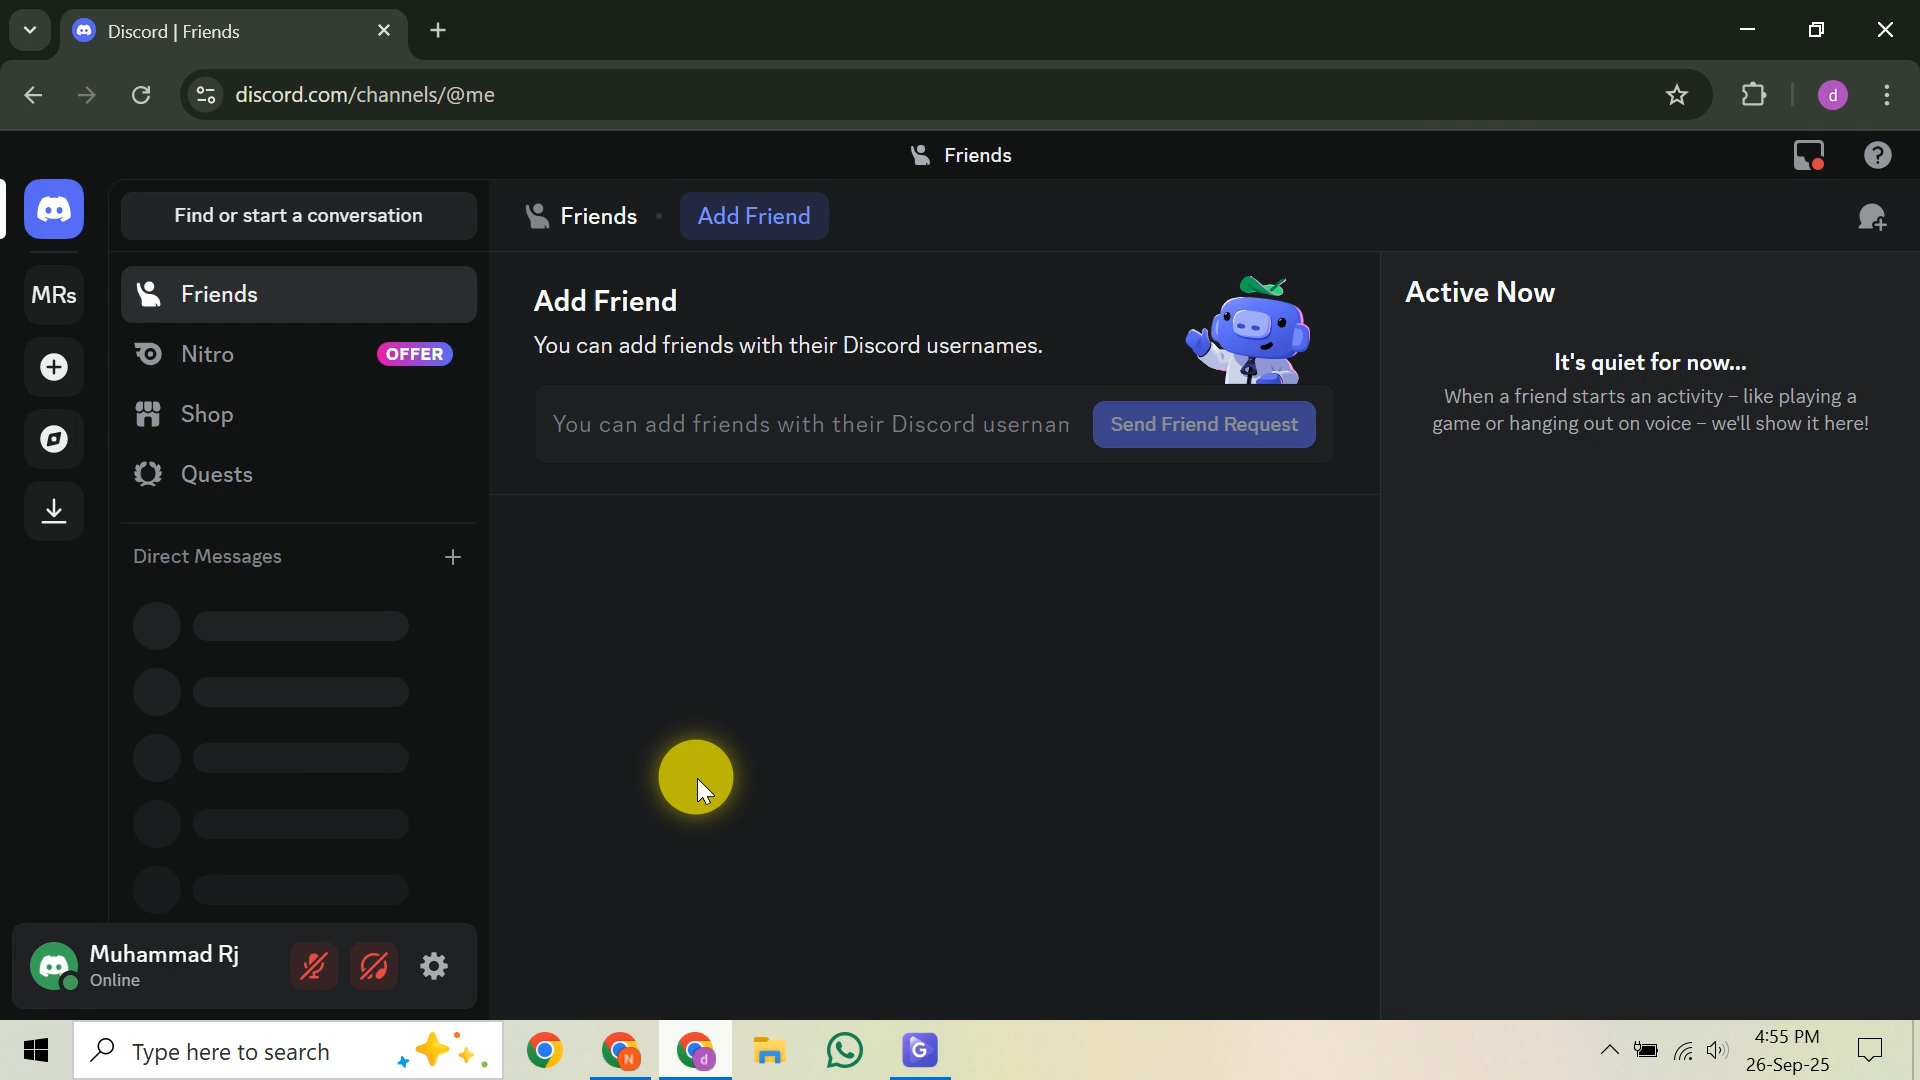 Discord | Friends
discord.com/channels/@me
d
Friends
Find or start a conversation
Friends
Add Friend
MRs
Friends
Nitro
OFFER
Shop
Quests
Direct Messages
Add Friend
You can add friends with their Discord usernames.
You can add friends with their Discord usernan
Send Friend Request
Active Now
It's quiet for now...
When a friend starts an activity – like playing a
game or hanging out on voice – we'll show it here!
Muhammad Rj
Online
Type here to search
N
d
G
4:55 PM
26-Sep-25